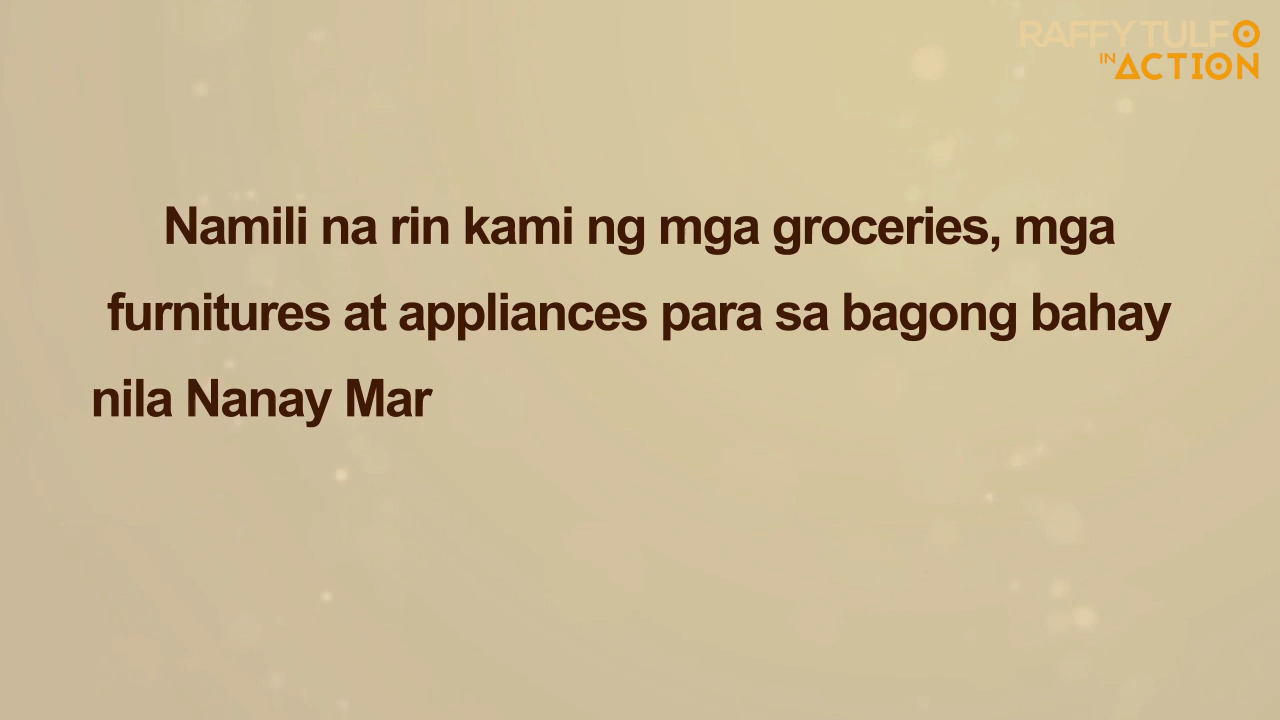 RAFFY TULFO
IN ACTION
Namili na rin kami ng mga groceries, mga
furnitures at appliances para sa bagong bahay
nila Nanay Mar